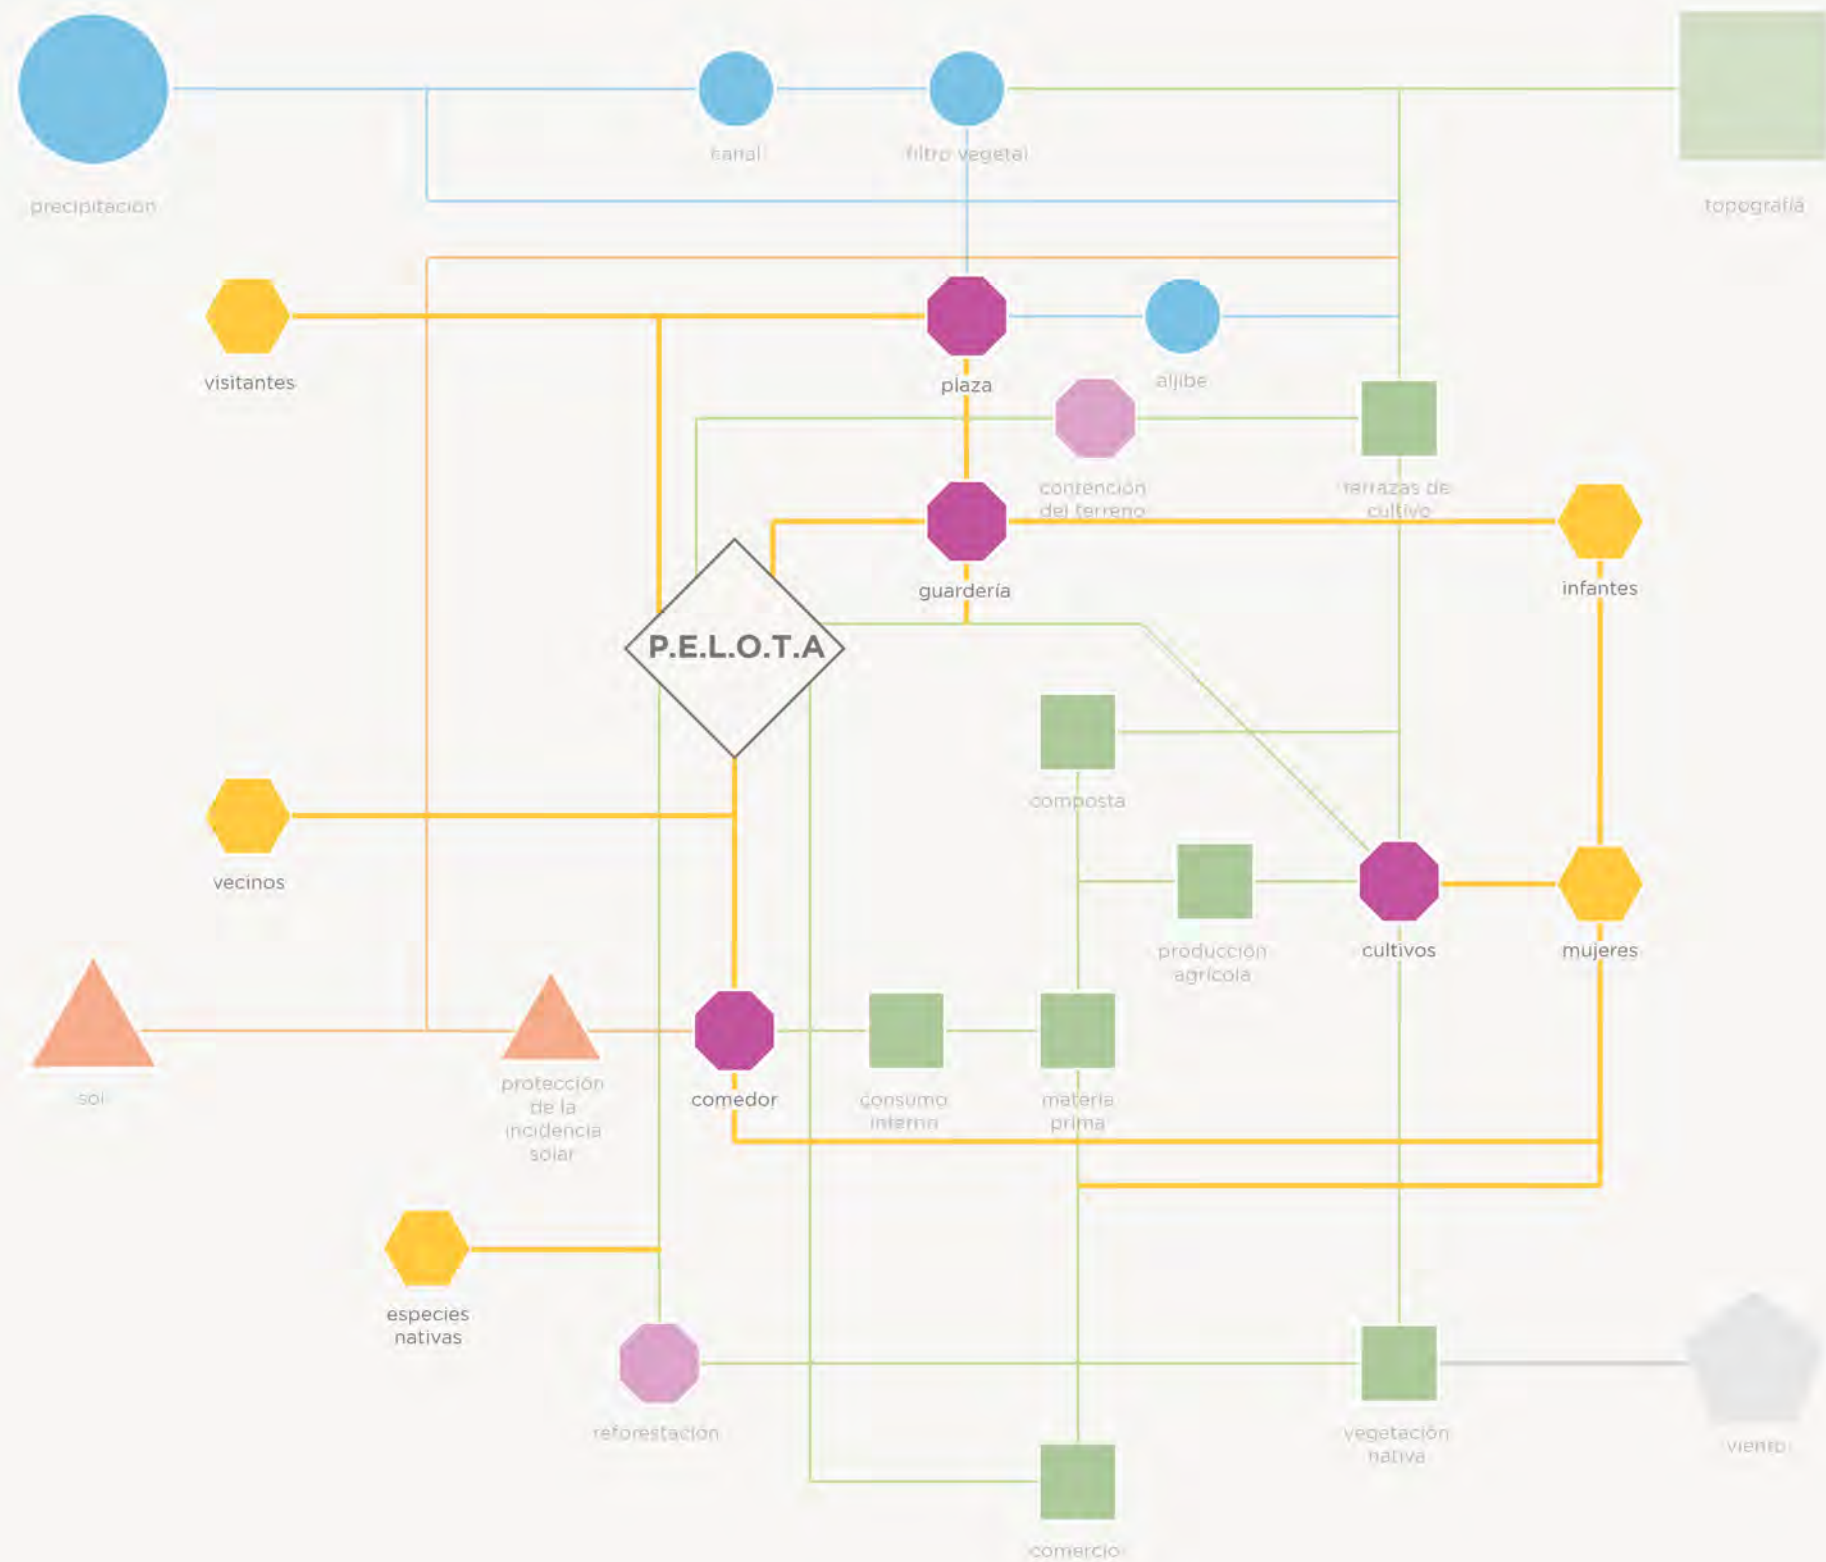 canal
filtro vegetal
precipitación
topografía
visitantes
plaza
aljibe
contención
del terreno
terrazas de
cultivo
guardería
infantes
P.E.L.O.T.A
composta
vecinos
producción
agrícola
cultivos
mujeres
sol
protección
de la
incidencia
solar
comedor
consumo
interno
materia
prima
especies
nativas
reforestación
vegetación
nativa
viento
comercio